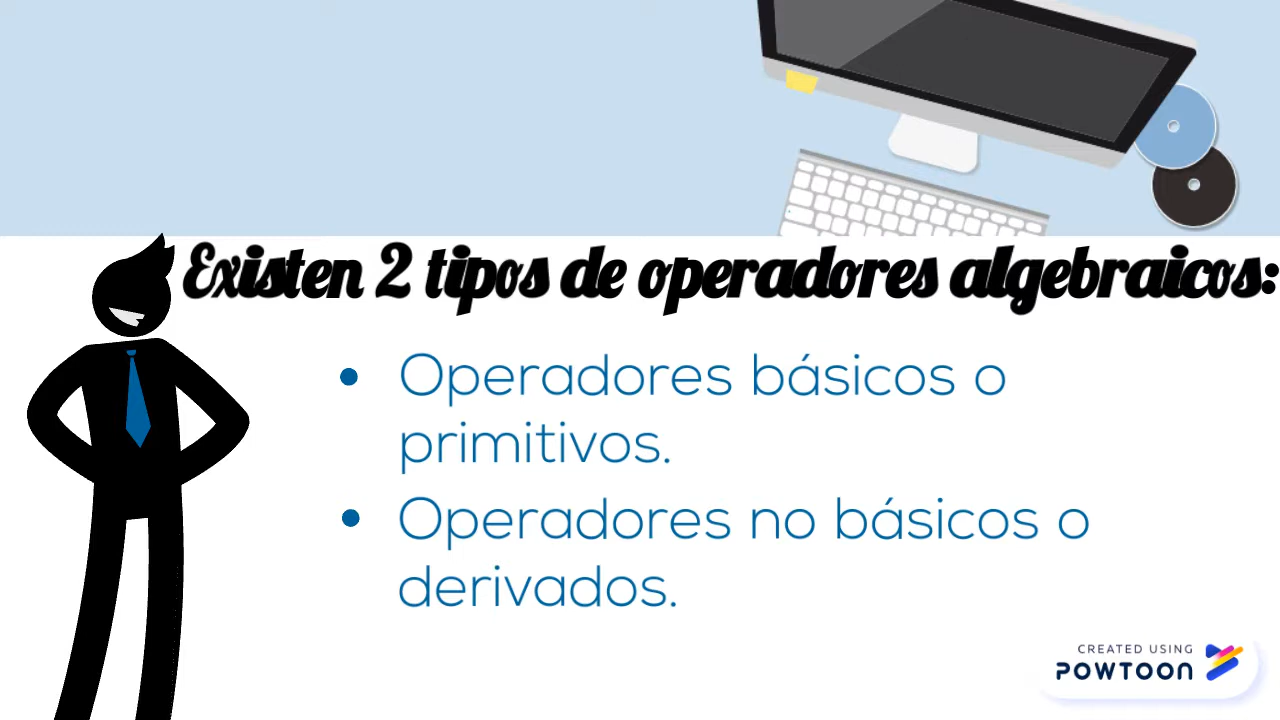 Existen 2 tipos de operadores algebraicos:
• Operadores básicos o
primitivos.
• Operadores no básicos o
derivados.
CREATED USING
POWTOON